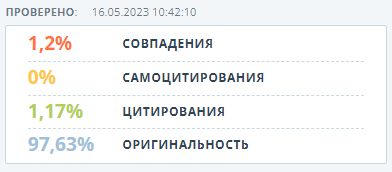 ПРОВЕРЕНО: 16.05.2023 10:42:10
1,2% СОВПАДЕНИЯ
0% САМОЦИТИРОВАНИЯ
1,17% ЦИТИРОВАНИЯ
97,63% ОРИГИНАЛЬНОСТЬ